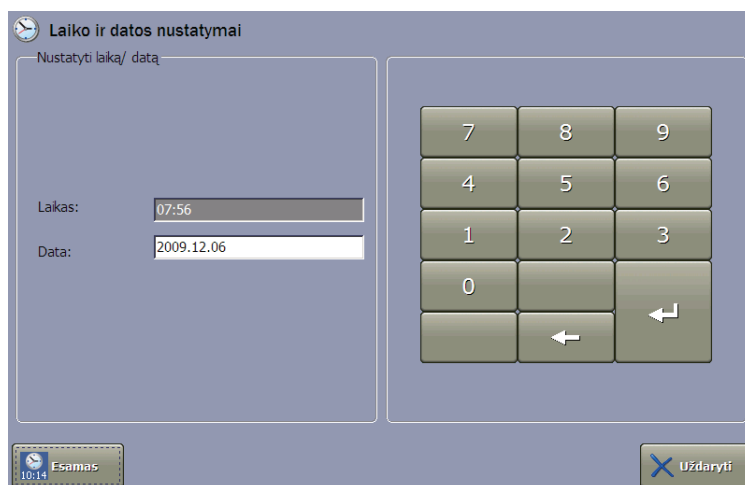 Laiko ir datos nustatymai
Nustatyti laiką/ datą
Laikas: 07:56
Data: 2009.12.06
7 8 9
4 5 6
1 2 3
0
10:14 Esamas
Uždaryti